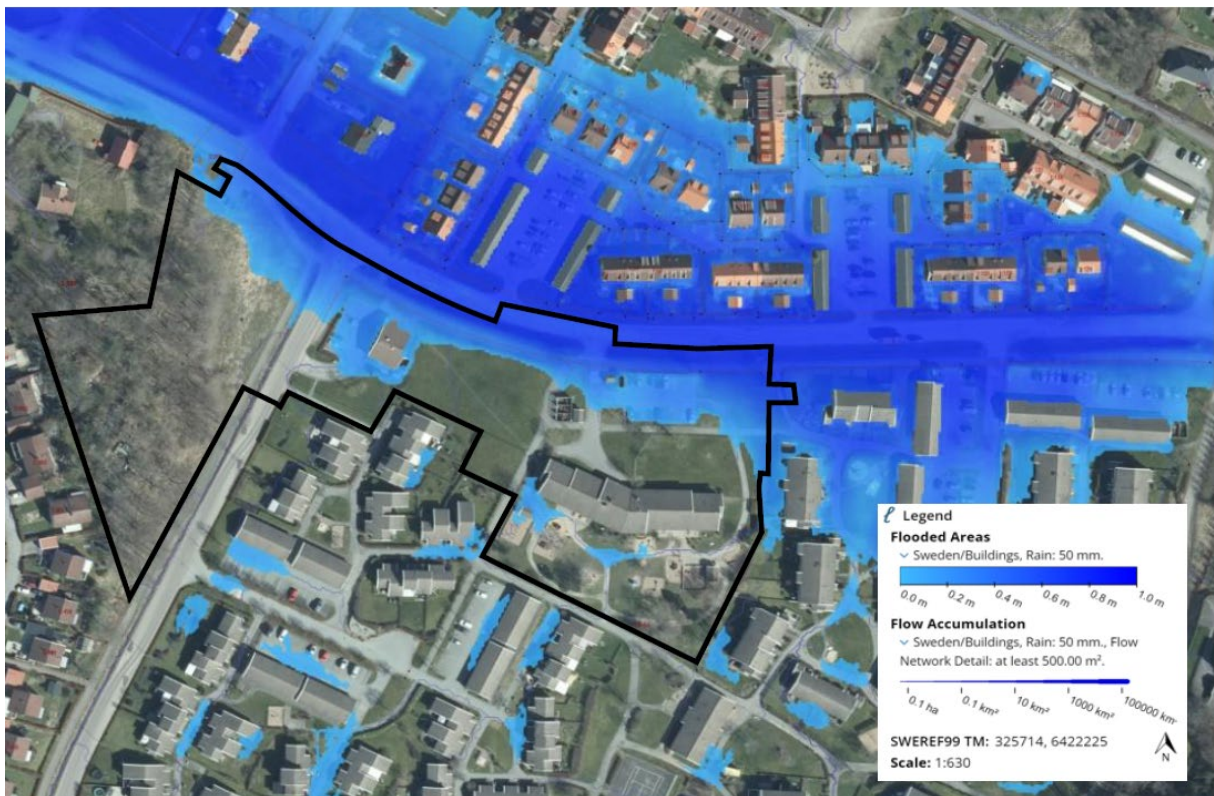 Legend
Flooded Areas
Sweden/Buildings, Rain: 50 mm.
0.0 m 0.2 m 0.4 m 0.6 m 0.8 m 1.0 m
Flow Accumulation
Sweden/Buildings, Rain: 50 mm., Flow
Network Detail: at least 500.00 m².
0.1 ha 0.1 km² 10 km² 1000 km² 100000 km
SWEREF99 TM: 325714, 6422225
Scale: 1:630
N